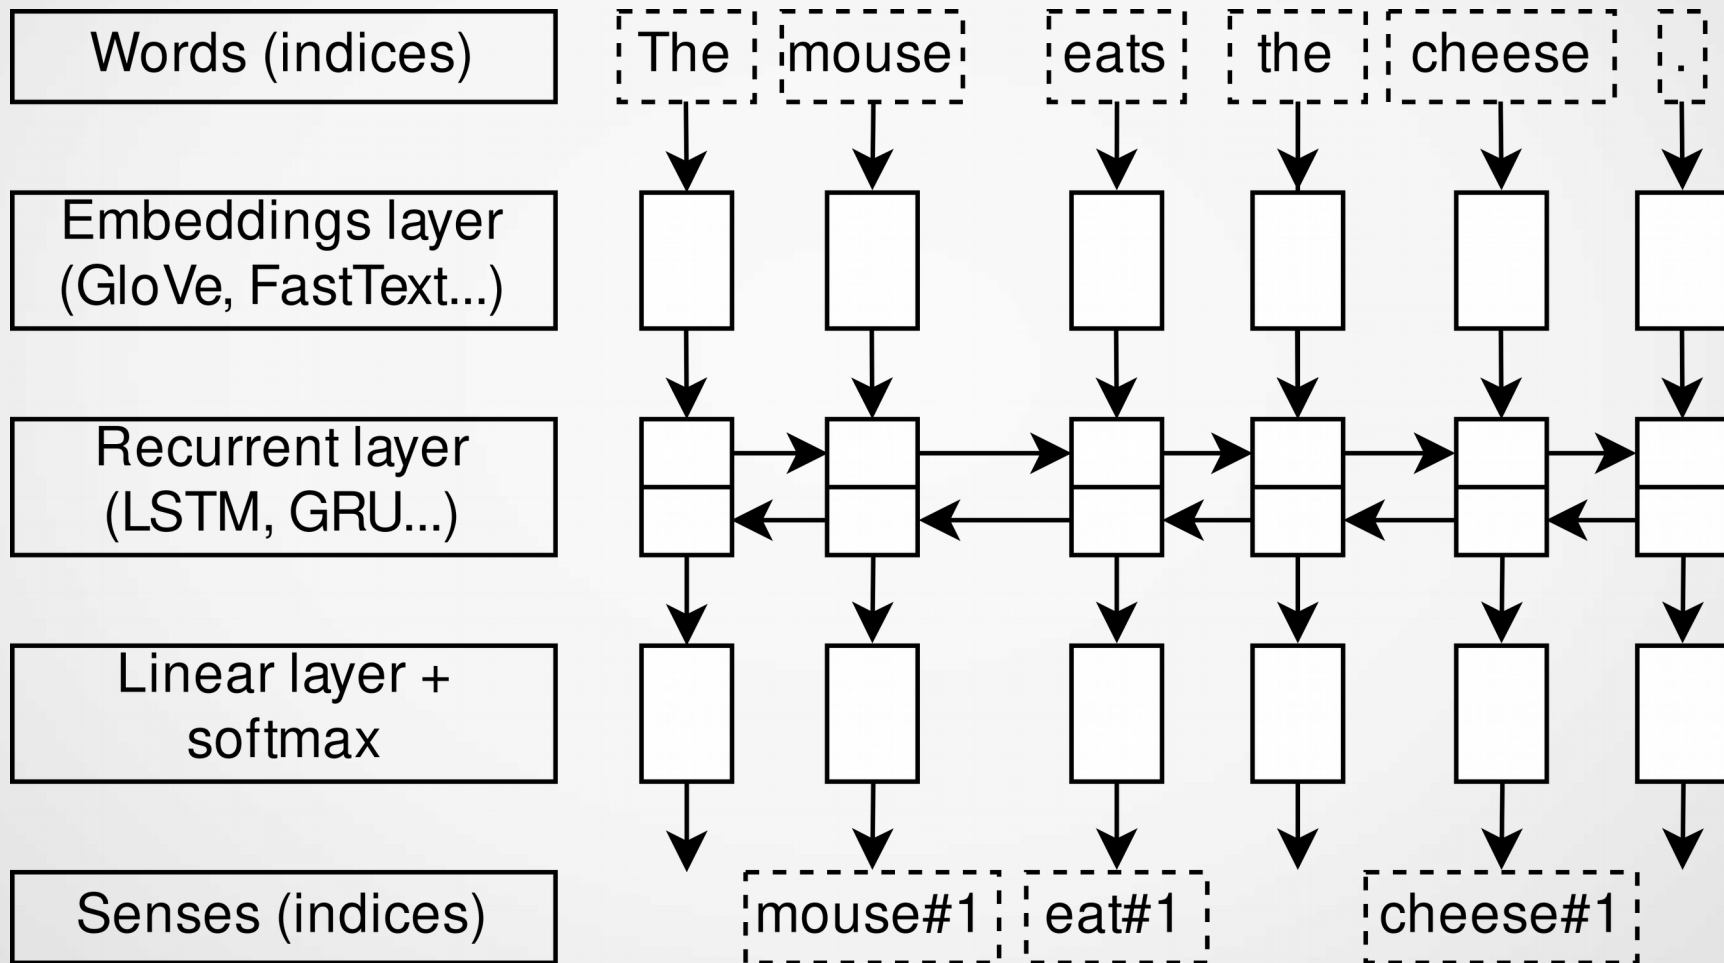 Words (indices) The mouse eats the cheese .
Embeddings layer
(GloVe, FastText...)
Recurrent layer
(LSTM, GRU...)
Linear layer +
softmax
Senses (indices) mouse#1 eat#1 cheese#1